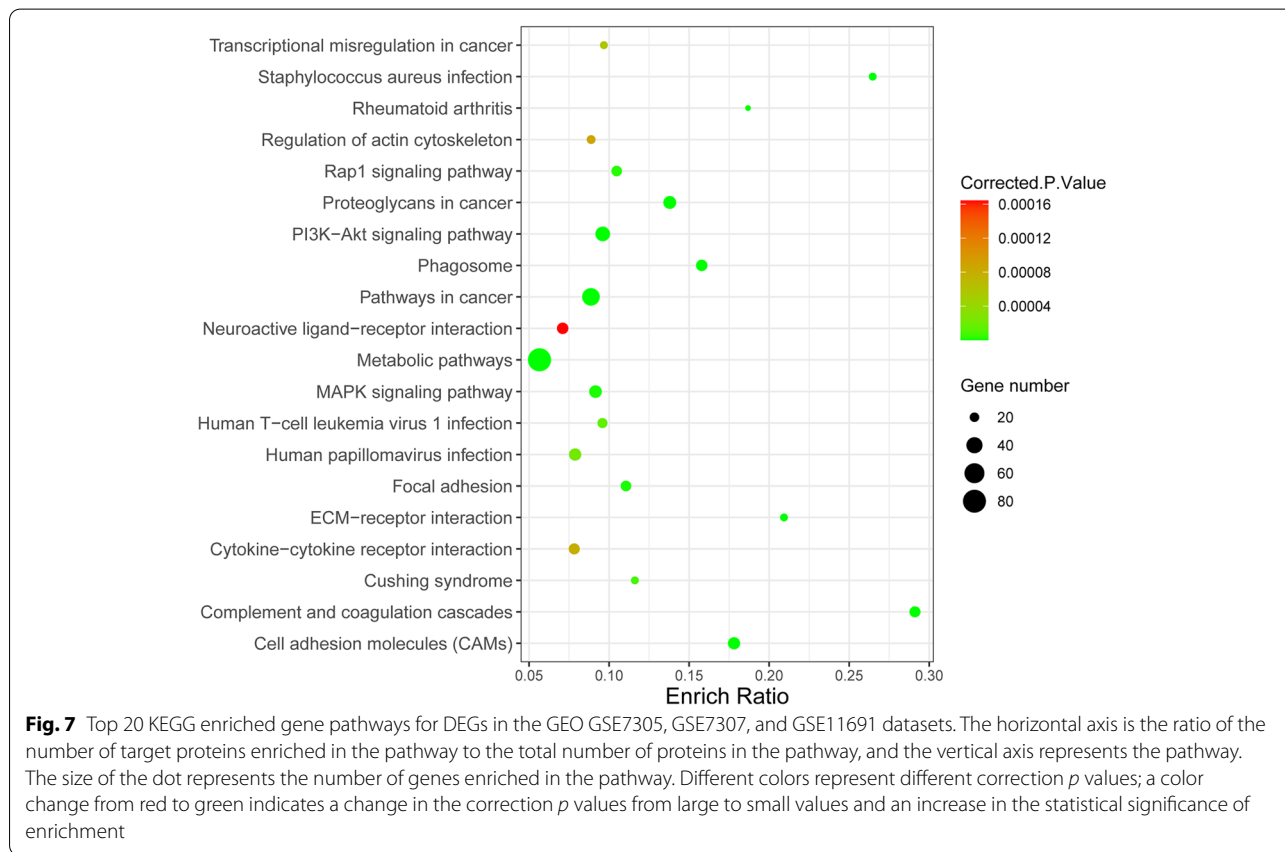 Transcriptional misregulation in cancer
Staphylococcus aureus infection
Rheumatoid arthritis
Regulation of actin cytoskeleton
Rap1 signaling pathway
Proteoglycans in cancer
PI3K−Akt signaling pathway
Phagosome
Pathways in cancer
Neuroactive ligand−receptor interaction
Metabolic pathways
MAPK signaling pathway
Human T−cell leukemia virus 1 infection
Human papillomavirus infection
Focal adhesion
ECM−receptor interaction
Cytokine−cytokine receptor interaction
Cushing syndrome
Complement and coagulation cascades
Cell adhesion molecules (CAMs)
0.05 0.10 0.15 0.20 0.25 0.30
Enrich Ratio
Corrected.P.Value
0.00016
0.00012
0.00008
0.00004
Gene number
20
40
60
80
Fig. 7 Top 20 KEGG enriched gene pathways for DEGs in the GEO GSE7305, GSE7307, and GSE11691 datasets. The horizontal axis is the ratio of the
number of target proteins enriched in the pathway to the total number of proteins in the pathway, and the vertical axis represents the pathway.
The size of the dot represents the number of genes enriched in the pathway. Different colors represent different correction p values; a color
change from red to green indicates a change in the correction p values from large to small values and an increase in the statistical significance of
enrichment